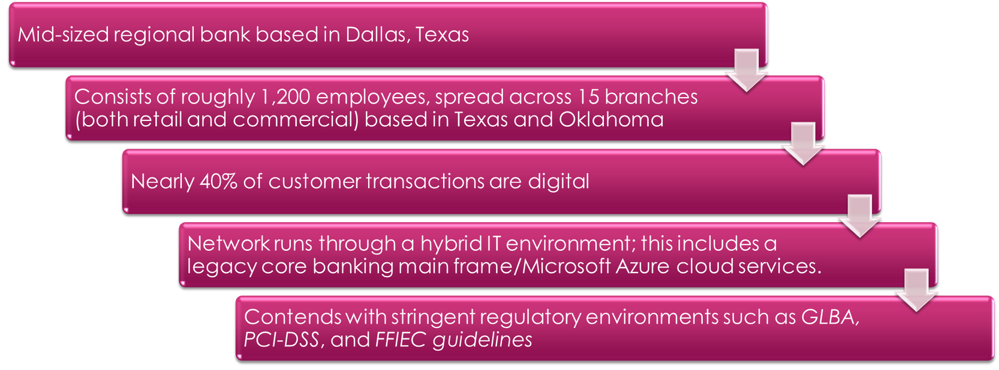 Mid-sized regional bank based in Dallas, Texas
Consists of roughly 1,200 employees, spread across 15 branches
(both retail and commercial) based in Texas and Oklahoma
Nearly 40% of customer transactions are digital
Network runs through a hybrid IT environment; this includes a
legacy core banking main frame/Microsoft Azure cloud services.
Contends with stringent regulatory environments such as GLBA,
PCI-DSS, and FFIEC guidelines